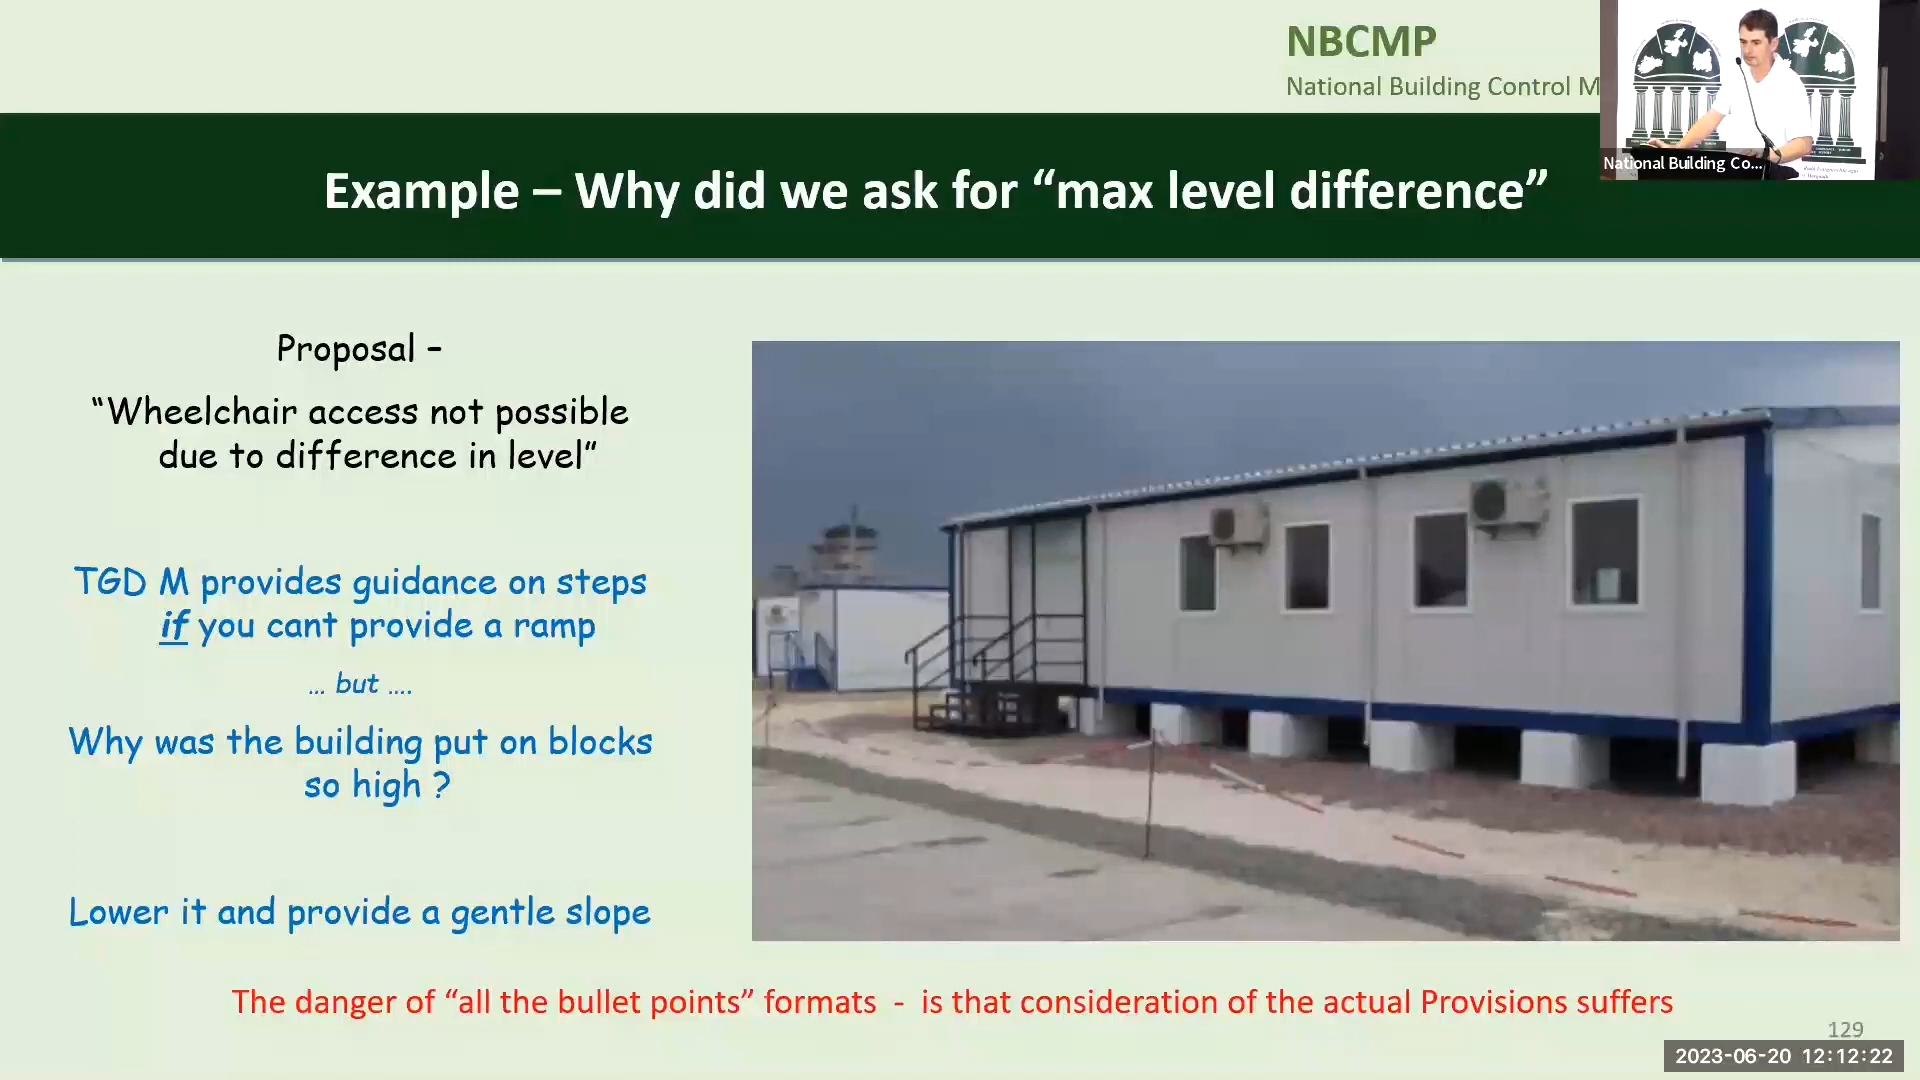 NBCMP
National Building Control M
National Building Co...
Example – Why did we ask for “max level difference”
Proposal –
“Wheelchair access not possible
due to difference in level”
TGD M provides guidance on steps
if you cant provide a ramp
... but ....
Why was the building put on blocks
so high ?
Lower it and provide a gentle slope
The danger of “all the bullet points” formats - is that consideration of the actual Provisions suffers
129
2023-06-20 12:12:22